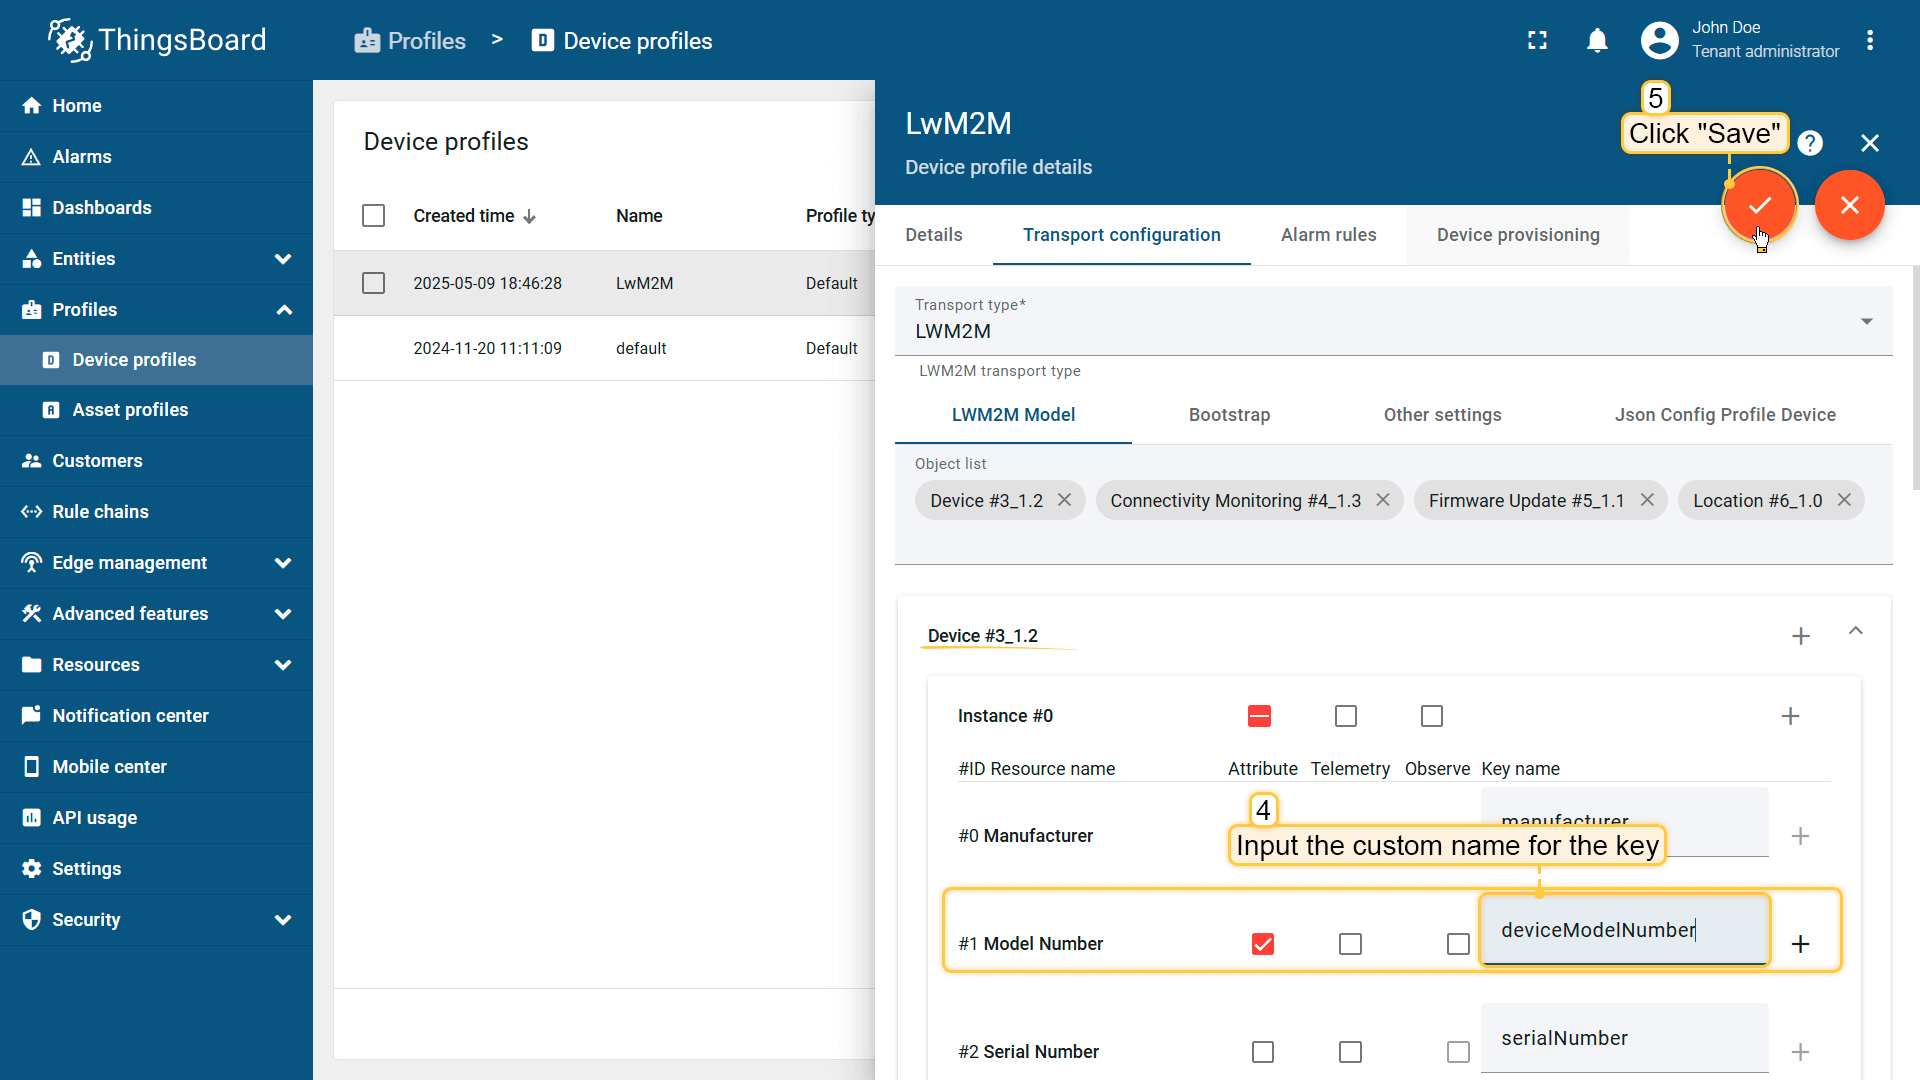 ThingsBoard
Profiles > Device profiles
John Doe
Tenant administrator
Home
Alarms
Dashboards
Entities
Profiles
Device profiles
Asset profiles
Customers
Rule chains
Edge management
Advanced features
Resources
Notification center
Mobile center
API usage
Settings
Security
Device profiles
Created time Name Profile ty
2025-05-09 18:46:28 LwM2M Default
2024-11-20 11:11:09 default Default
LwM2M
Device profile details
5
Click "Save"
Details Transport configuration Alarm rules Device provisioning
Transport type*
LWM2M
LWM2M transport type
LWM2M Model Bootstrap Other settings Json Config Profile Device
Object list
Device #3_1.2 Connectivity Monitoring #4_1.3 Firmware Update #5_1.1 Location #6_1.0
Device #3_1.2
Instance #0
#ID Resource name Attribute Telemetry Observe Key name
#0 Manufacturer manufacturer
4
Input the custom name for the key
#1 Model Number deviceModelNumber
#2 Serial Number serialNumber